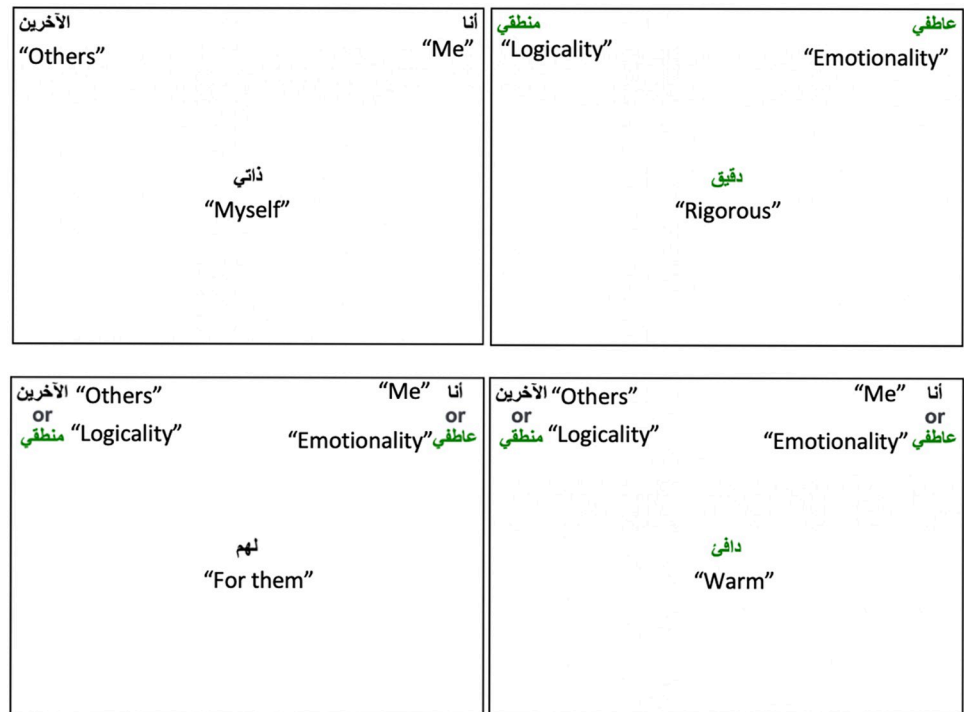 الآخرين أنا
“Others” “Me”
ذاتي
“Myself”
منطقي عاطفي
“Logicality” “Emotionality”
دقيق
“Rigorous”
الآخرين “Others” “Me” أنا
or or
منطقي “Logicality” “Emotionality” عاطفي
لهم
“For them”
الآخرين “Others” “Me” أنا
or or
منطقي “Logicality” “Emotionality” عاطفي
دافئ
“Warm”